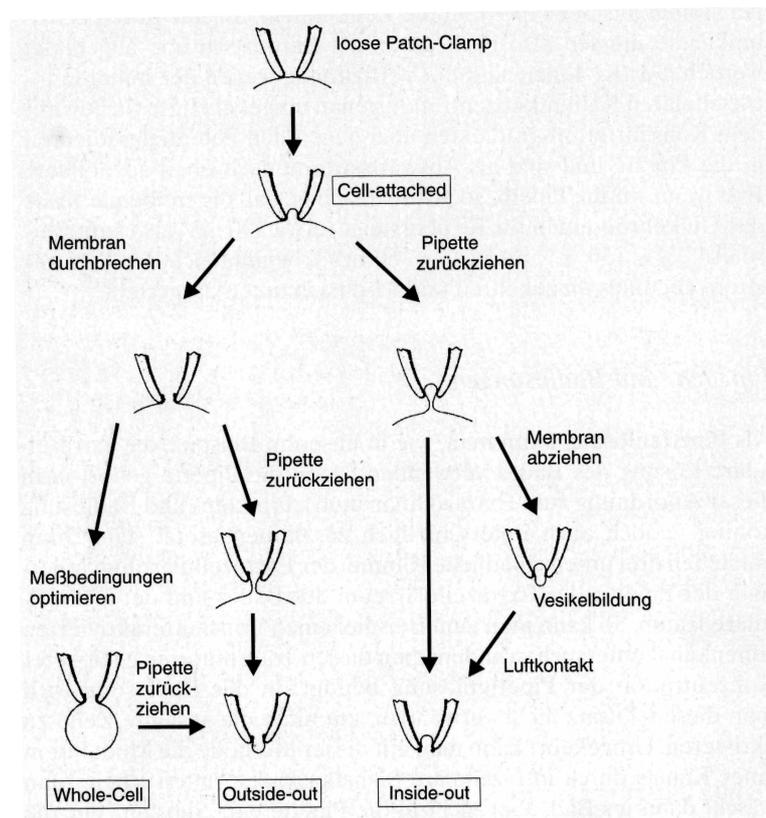 loose Patch-Clamp
Cell-attached
Membran
durchbrechen
Pipette
zurückziehen
Pipette
zurückziehen
Membran
abziehen
Meßbedingungen
optimieren
Vesikelbildung
Pipette
zurück-
ziehen
Luftkontakt
Whole-Cell
Outside-out
Inside-out